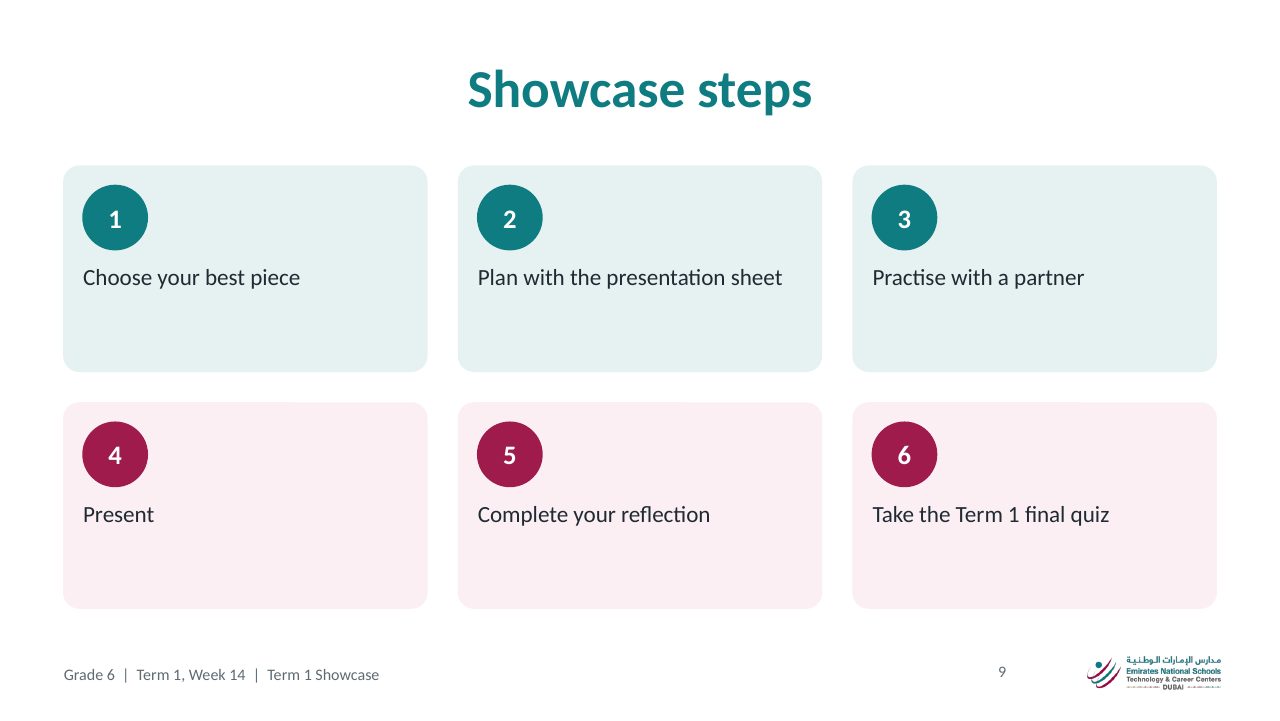 Showcase steps
1
Choose your best piece
2
Plan with the presentation sheet
3
Practise with a partner
4
Present
5
Complete your reflection
6
Take the Term 1 final quiz
Grade 6 | Term 1, Week 14 | Term 1 Showcase
9
مدارس الإمارات الوطنية
Emirates National Schools
Technology & Career Centers
DUBAI